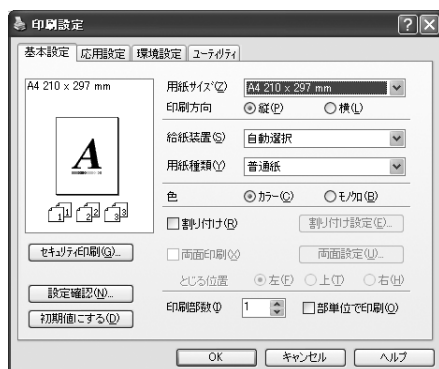 印刷設定
基本設定 応用設定 環境設定 ユーティリティ
A4 210 x 297 mm
A
1 1 2 2 3 3
セキュリティ印刷(G)...
設定確認(N)...
初期値にする(D)
用紙サイズ(Z) A4 210 x 297 mm
印刷方向 縦(P) 横(L)
給紙装置(S) 自動選択
用紙種類(Y) 普通紙
色 カラー(C) モノクロ(B)
割り付け(R) 割り付け設定(E)...
両面印刷(X) 両面設定(U)...
とじる位置 左(F) 上(T) 右(H)
印刷部数(I) 1 部単位で印刷(O)
OK キャンセル ヘルプ